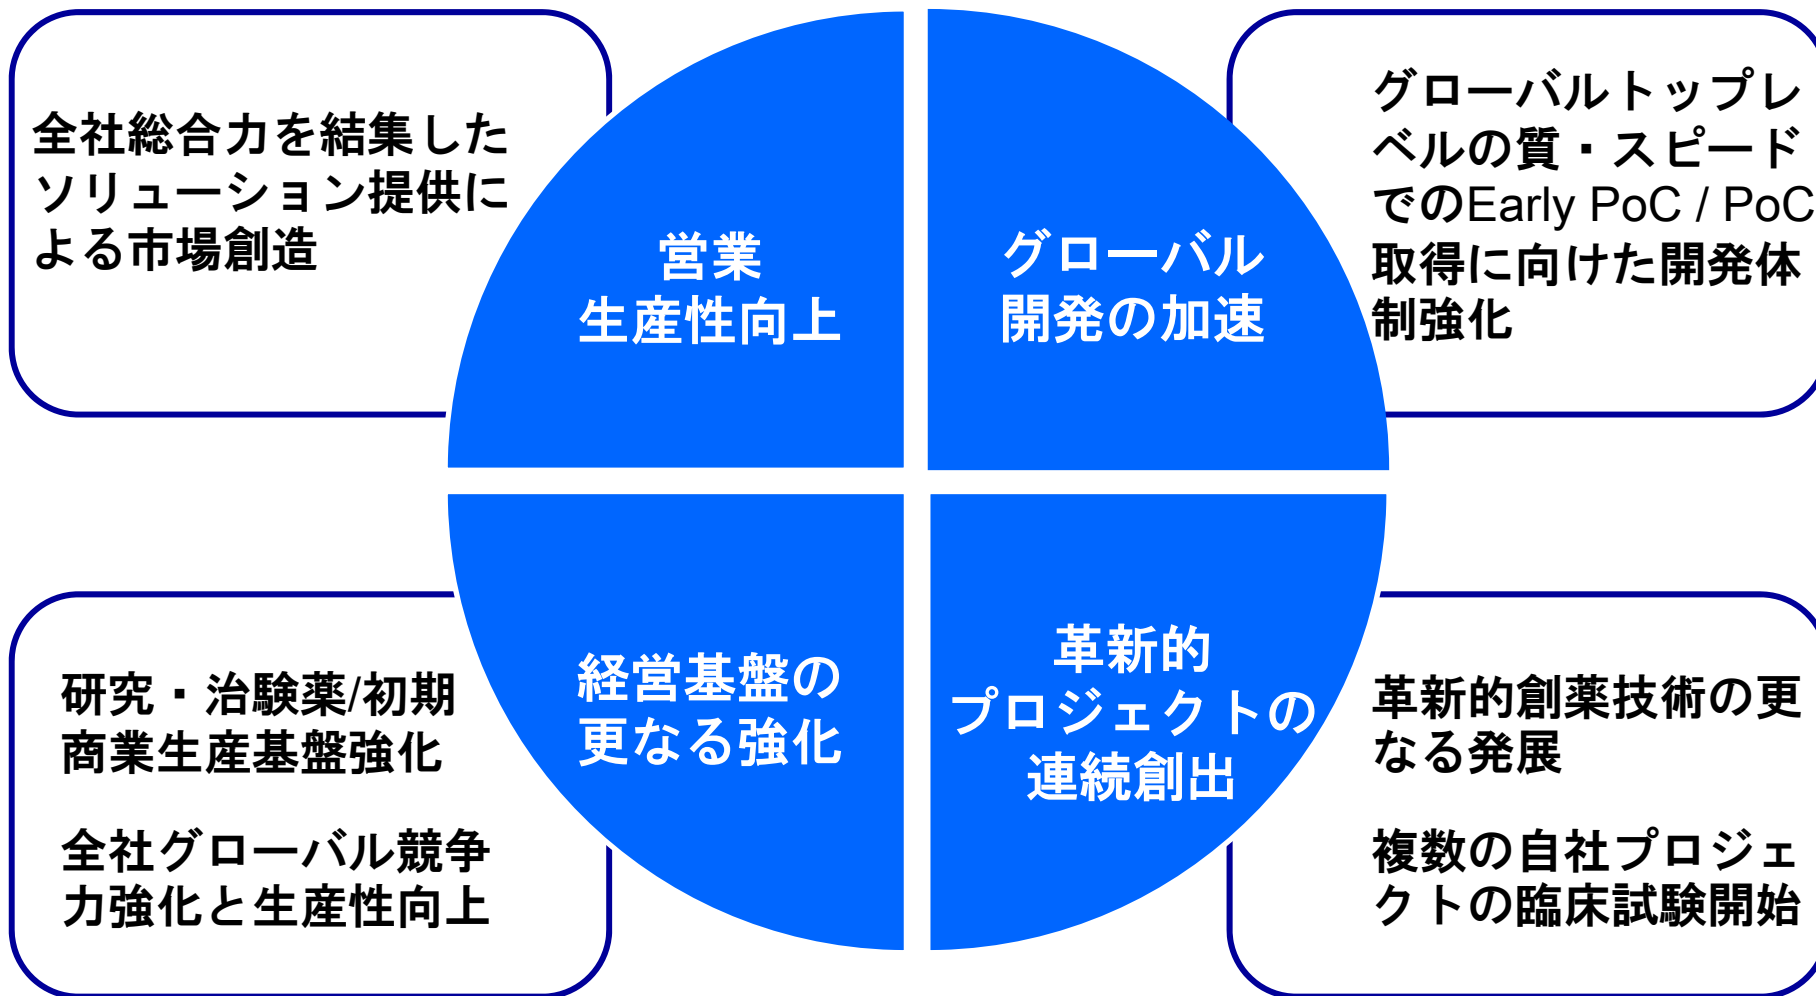 全社総合力を結集した
ソリューション提供に
よる市場創造
営業
生産性向上
グローバル
開発の加速
グローバルトップレ
ベルの質・スピード
でのEarly PoC / PoC
取得に向けた開発体
制強化
研究・治験薬/初期
商業生産基盤強化
全社グローバル競争
力強化と生産性向上
経営基盤の
更なる強化
革新的
プロジェクトの
連続創出
革新的創薬技術の更
なる発展
複数の自社プロジェ
クトの臨床試験開始